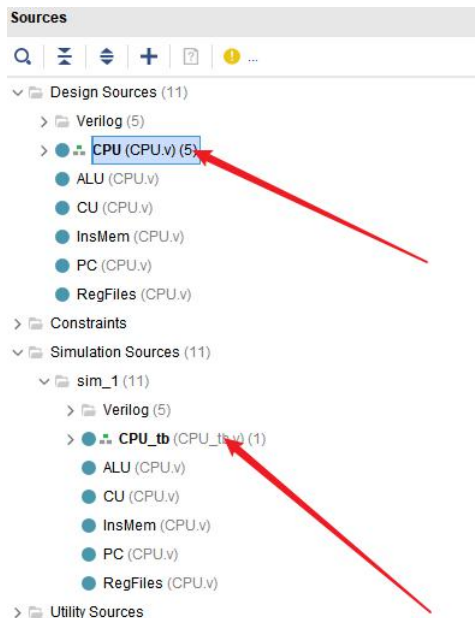 Sources
...
Design Sources (11)
Verilog (5)
CPU (CPU.v) (5)
ALU (CPU.v)
CU (CPU.v)
InsMem (CPU.v)
PC (CPU.v)
RegFiles (CPU.v)
Constraints
Simulation Sources (11)
sim_1 (11)
Verilog (5)
CPU_tb (CPU_tb.v) (1)
ALU (CPU.v)
CU (CPU.v)
InsMem (CPU.v)
PC (CPU.v)
RegFiles (CPU.v)
Utility Sources